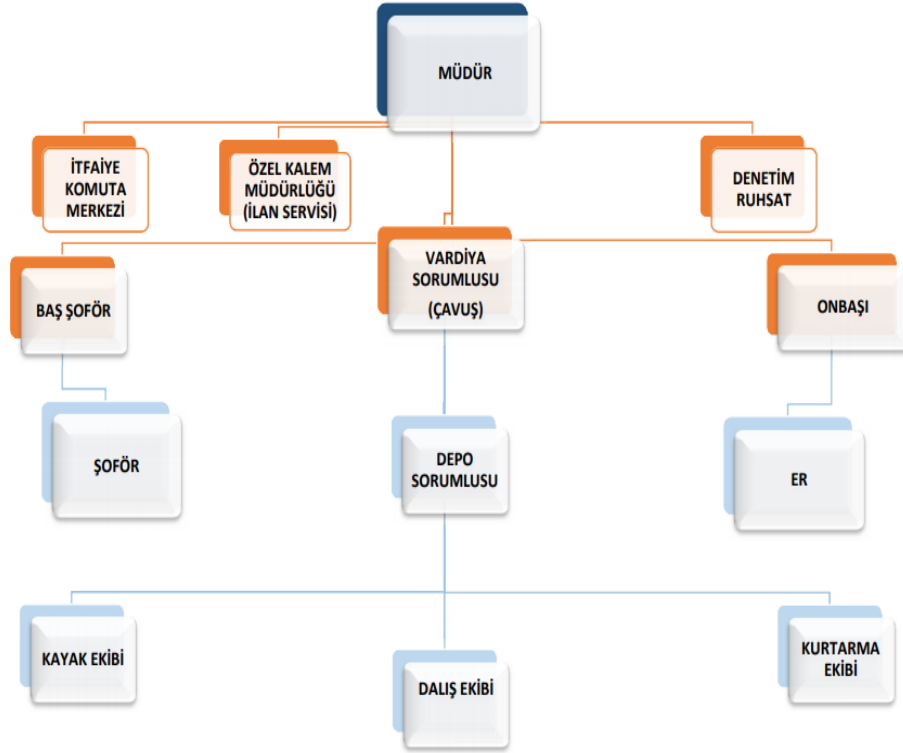 MÜDÜR
İTFAİYE
KOMUTA
MERKEZİ
ÖZEL KALEM
MÜDÜRLÜĞÜ
(İLAN SERVİSİ)
DENETİM
RUHSAT
BAŞ ŞOFÖR
VARDİYA
SORUMLUSU
(ÇAVUŞ)
ONBAŞI
ŞOFÖR
DEPO
SORUMLUSU
ER
KAYAK EKİBİ
DALIŞ EKİBİ
KURTARMA
EKİBİ